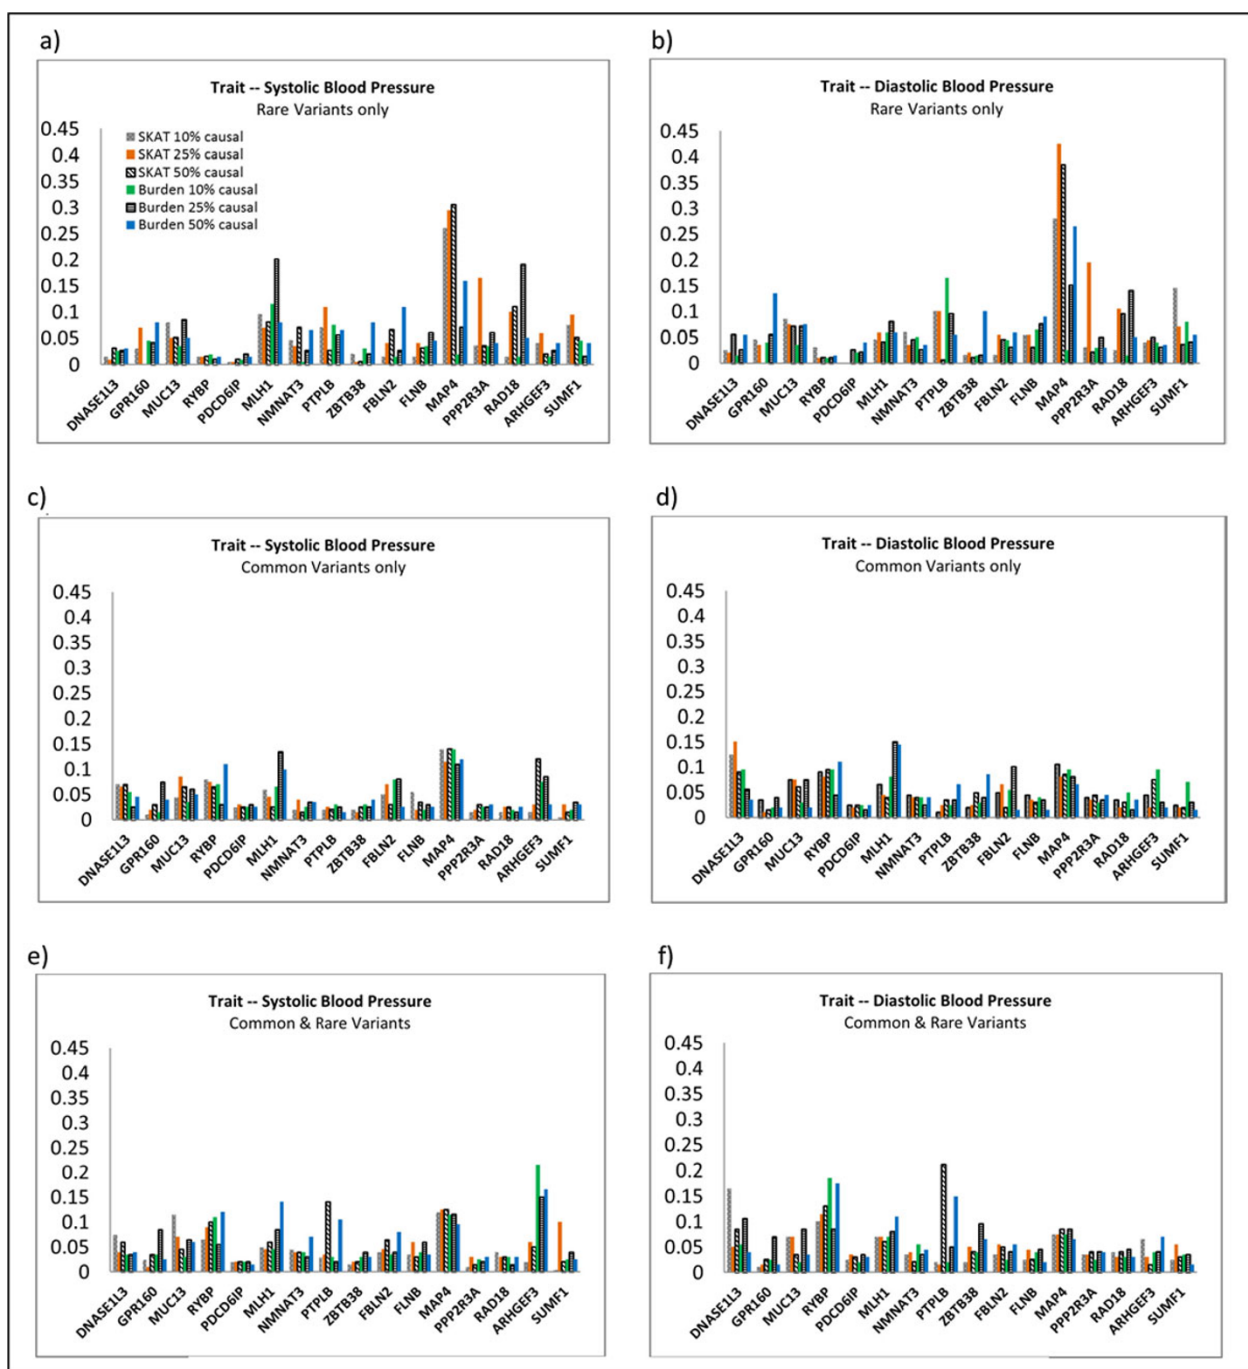 a)
Trait -- Systolic Blood Pressure
Rare Variants only
0.45
0.4
0.35
0.3
0.25
0.2
0.15
0.1
0.05
0
SKAT 10% causal
SKAT 25% causal
SKAT 50% causal
Burden 10% causal
Burden 25% causal
Burden 50% causal
DNASE1L3
GPR160
MUC13
RYBP
PDCD6IP
MLH1
NMNAT3
PTPLB
ZBTB38
FBLN2
FLNB
MAP4
PPP2R3A
RAD18
ARHGEF3
SUMF1
b)
Trait -- Diastolic Blood Pressure
Rare Variants only
0.45
0.4
0.35
0.3
0.25
0.2
0.15
0.1
0.05
0
DNASE1L3
GPR160
MUC13
RYBP
PDCD6IP
MLH1
NMNAT3
PTPLB
ZBTB38
FBLN2
FLNB
MAP4
PPP2R3A
RAD18
ARHGEF3
SUMF1
c)
Trait -- Systolic Blood Pressure
Common Variants only
0.45
0.4
0.35
0.3
0.25
0.2
0.15
0.1
0.05
0
DNASE1L3
GPR160
MUC13
RYBP
PDCD6IP
MLH1
NMNAT3
PTPLB
ZBTB38
FBLN2
FLNB
MAP4
PPP2R3A
RAD18
ARHGEF3
SUMF1
d)
Trait -- Diastolic Blood Pressure
Common Variants only
0.45
0.4
0.35
0.3
0.25
0.2
0.15
0.1
0.05
0
DNASE1L3
GPR160
MUC13
RYBP
PDCD6IP
MLH1
NMNAT3
PTPLB
ZBTB38
FBLN2
FLNB
MAP4
PPP2R3A
RAD18
ARHGEF3
SUMF1
e)
Trait -- Systolic Blood Pressure
Common & Rare Variants
0.45
0.4
0.35
0.3
0.25
0.2
0.15
0.1
0.05
0
DNASE1L3
GPR160
MUC13
RYBP
PDCD6IP
MLH1
NMNAT3
PTPLB
ZBTB38
FBLN2
FLNB
MAP4
PPP2R3A
RAD18
ARHGEF3
SUMF1
f)
Trait -- Diastolic Blood Pressure
Common & Rare Variants
0.45
0.4
0.35
0.3
0.25
0.2
0.15
0.1
0.05
0
DNASE1L3
GPR160
MUC13
RYBP
PDCD6IP
MLH1
NMNAT3
PTPLB
ZBTB38
FBLN2
FLNB
MAP4
PPP2R3A
RAD18
ARHGEF3
SUMF1